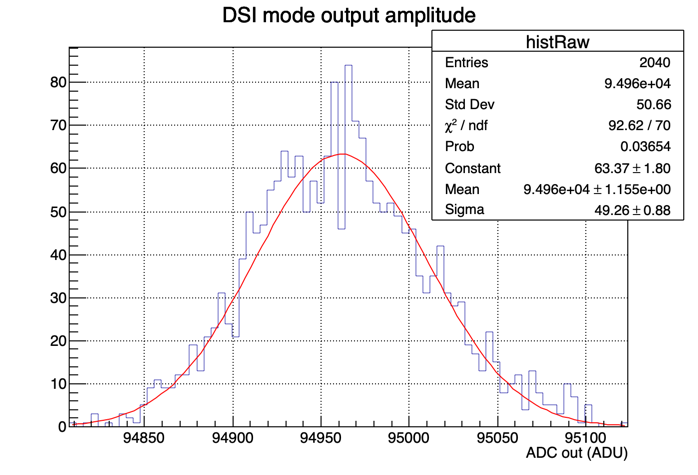 DSI mode output amplitude
histRaw
Entries 2040
Mean 9.496e+04
Std Dev 50.66
χ² / ndf 92.62 / 70
Prob 0.03654
Constant 63.37 ± 1.80
Mean 9.496e+04 ± 1.155e+00
Sigma 49.26 ± 0.88
80
70
60
50
40
30
20
10
0
94850 94900 94950 95000 95050 95100
ADC out (ADU)